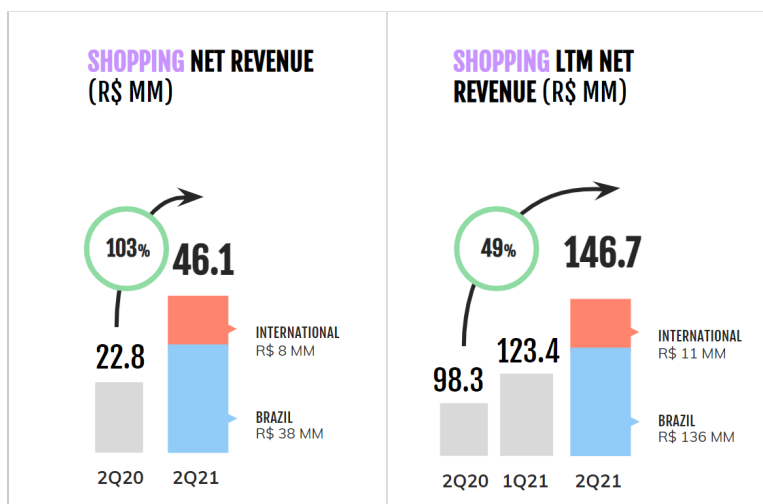 SHOPPING NET REVENUE
(R$ MM)
103%
46.1
22.8
INTERNATIONAL
R$ 8 MM
BRAZIL
R$ 38 MM
2Q20
2Q21
SHOPPING LTM NET
REVENUE (R$ MM)
49%
146.7
123.4
98.3
INTERNATIONAL
R$ 11 MM
BRAZIL
R$ 136 MM
2Q20
1Q21
2Q21